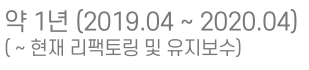 약 1년 (2019.04 ~ 2020.04)
( ~ 현재 리팩토링 및 유지보수)